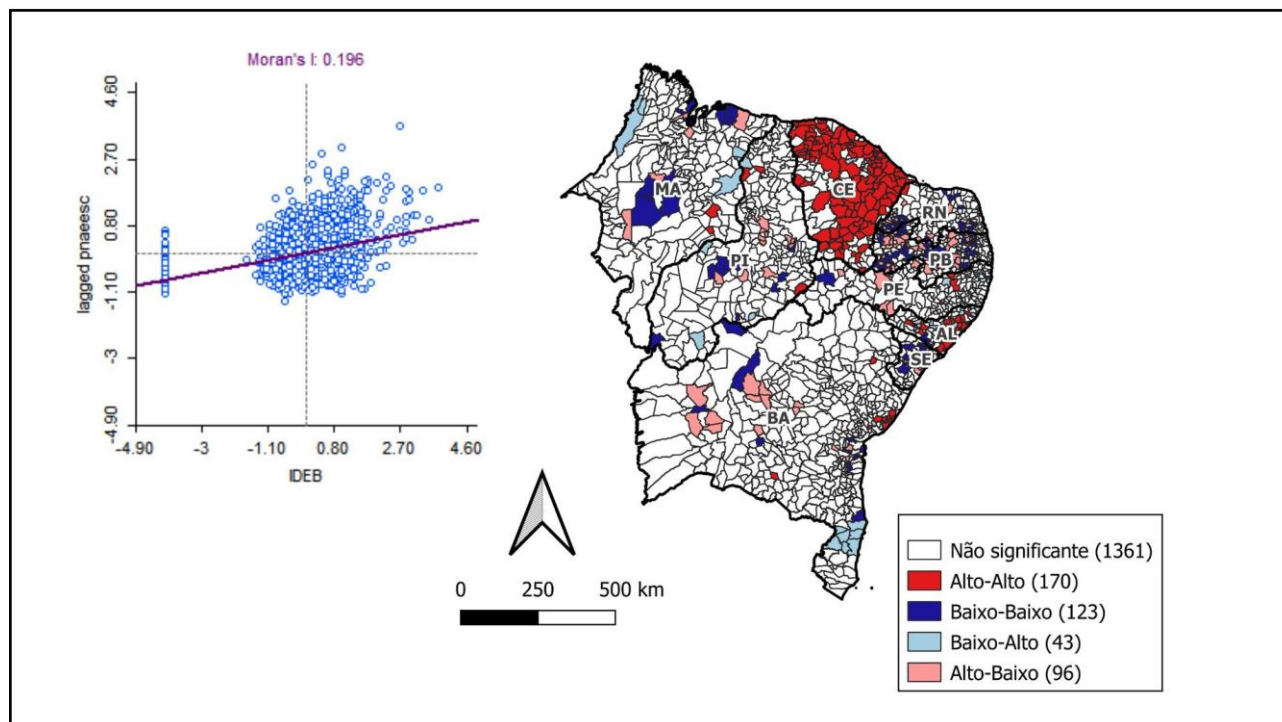 Moran's I: 0.196
lagged pnaeesc
4.60
2.70
0.80
-1.10
-3
-4.90
-4.90
-3
-1.10
0.80
2.70
4.60
IDEB
MA
CE
RN
PI
PB
PE
AL
SE
BA
0 250 500 km
Não significante (1361)
Alto-Alto (170)
Baixo-Baixo (123)
Baixo-Alto (43)
Alto-Baixo (96)